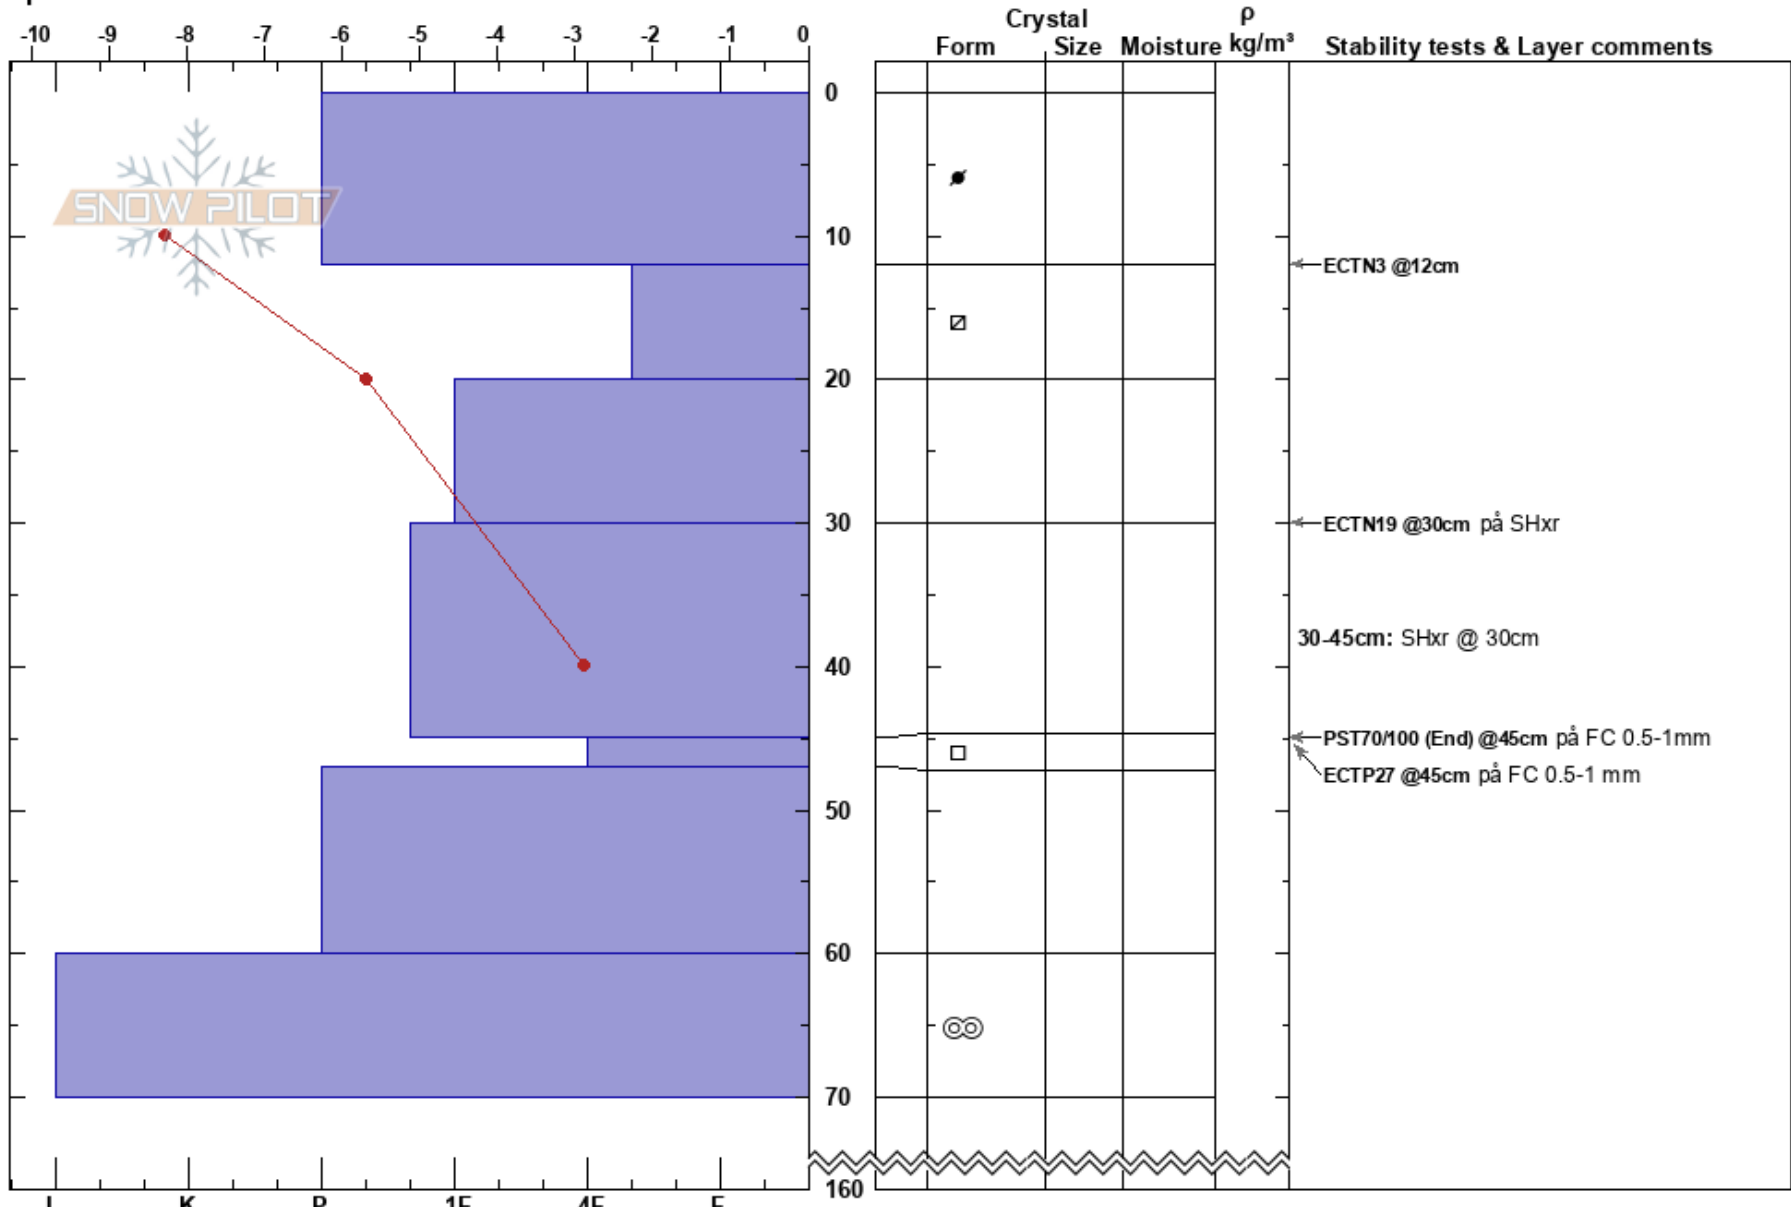 Crystal ρ
-10 -9 -8 -7 -6 -5 -4 -3 -2 -1 0 Form Size Moisture kg/m³ Stability tests & Layer comments
0
SNOW PILOT
10
ECTN3 @12cm
20
30 ECTN19 @30cm på SHxr
30-45cm: SHxr @ 30cm
40
PST70/100 (End) @45cm på FC 0.5-1mm
ECTP27 @45cm på FC 0.5-1 mm
50
60
70
160
I K P 1F 4F F